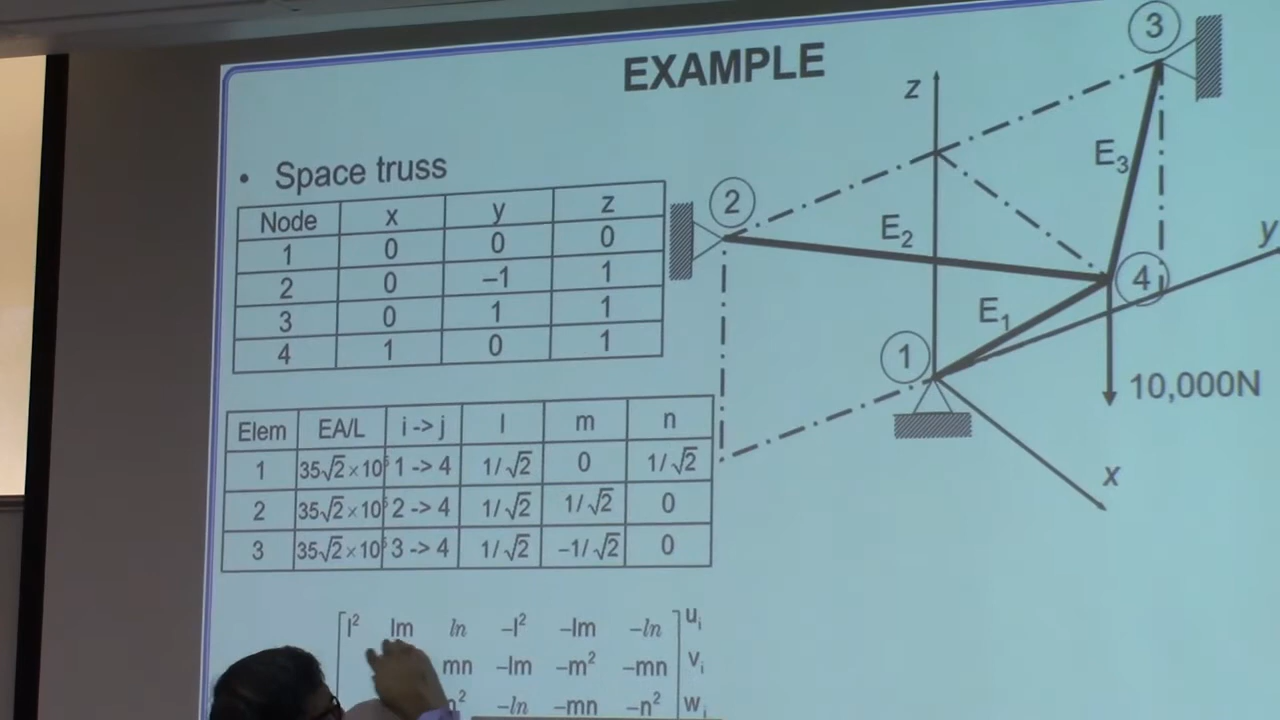 EXAMPLE
• Space truss
Node x y z
1 0 0 0
2 0 –1 1
3 0 1 1
4 1 0 1
Elem EA/L i -> j l m n
1 35√2×10⁵ 1 -> 4 1/√2 0 1/√2
2 35√2×10⁵ 2 -> 4 1/√2 1/√2 0
3 35√2×10⁵ 3 -> 4 1/√2 –1/√2 0
l² lm ln –l² –lm –ln uᵢ
mn –lm –m² –mn vᵢ
n² –ln –mn –n² wᵢ
3
z
E₃
2
E₂
y
4
E₁
1
10,000N
x